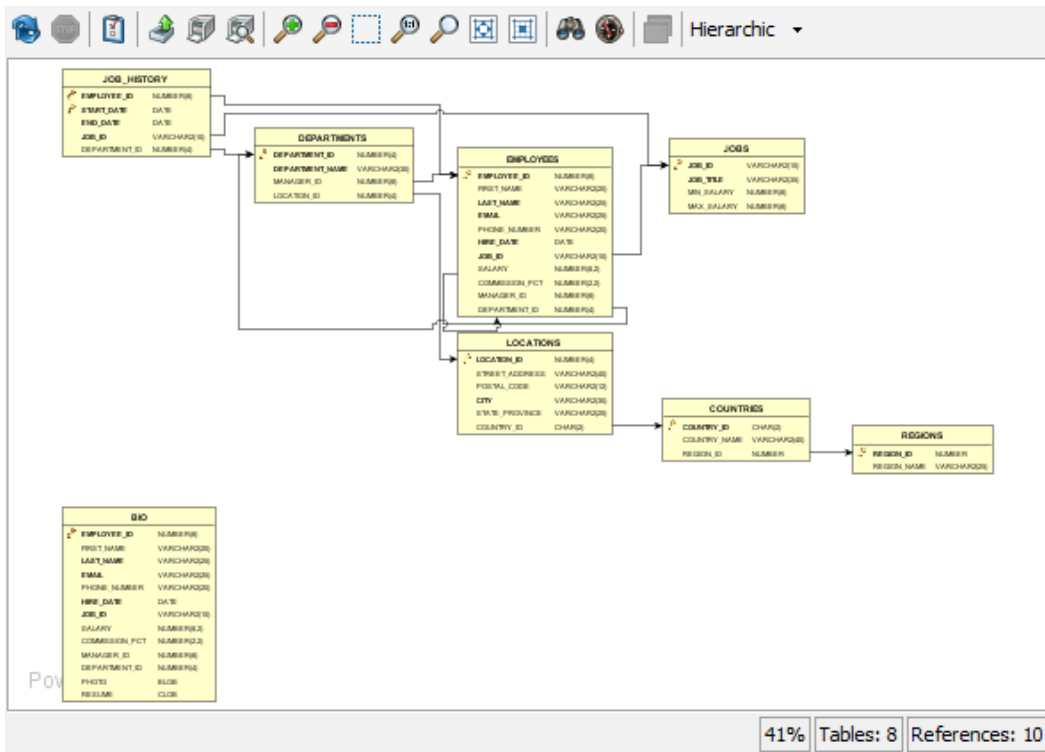 STOP
1:1
Hierarchic
JOB_HISTORY
EMPLOYEE_ID NUMBER(6)
START_DATE DATE
END_DATE DATE
JOB_ID VARCHAR2(10)
DEPARTMENT_ID NUMBER(4)
DEPARTMENTS
DEPARTMENT_ID NUMBER(4)
DEPARTMENT_NAME VARCHAR2(30)
MANAGER_ID NUMBER(6)
LOCATION_ID NUMBER(4)
EMPLOYEES
EMPLOYEE_ID NUMBER(6)
FIRST_NAME VARCHAR2(20)
LAST_NAME VARCHAR2(25)
EMAIL VARCHAR2(25)
PHONE_NUMBER VARCHAR2(20)
HIRE_DATE DATE
JOB_ID VARCHAR2(10)
SALARY NUMBER(8,2)
COMMISSION_PCT NUMBER(2,2)
MANAGER_ID NUMBER(6)
DEPARTMENT_ID NUMBER(4)
JOBS
JOB_ID VARCHAR2(10)
JOB_TITLE VARCHAR2(35)
MIN_SALARY NUMBER(6)
MAX_SALARY NUMBER(6)
LOCATIONS
LOCATION_ID NUMBER(4)
STREET_ADDRESS VARCHAR2(40)
POSTAL_CODE VARCHAR2(12)
CITY VARCHAR2(30)
STATE_PROVINCE VARCHAR2(25)
COUNTRY_ID CHAR(2)
COUNTRIES
COUNTRY_ID CHAR(2)
COUNTRY_NAME VARCHAR2(40)
REGION_ID NUMBER
REGIONS
REGION_ID NUMBER
REGION_NAME VARCHAR2(25)
BIO
EMPLOYEE_ID NUMBER(6)
FIRST_NAME VARCHAR2(20)
LAST_NAME VARCHAR2(25)
EMAIL VARCHAR2(25)
PHONE_NUMBER VARCHAR2(20)
HIRE_DATE DATE
JOB_ID VARCHAR2(10)
SALARY NUMBER(8,2)
COMMISSION_PCT NUMBER(2,2)
MANAGER_ID NUMBER(6)
DEPARTMENT_ID NUMBER(4)
PHOTO BLOB
RESUME CLOB
41% Tables: 8 References: 10